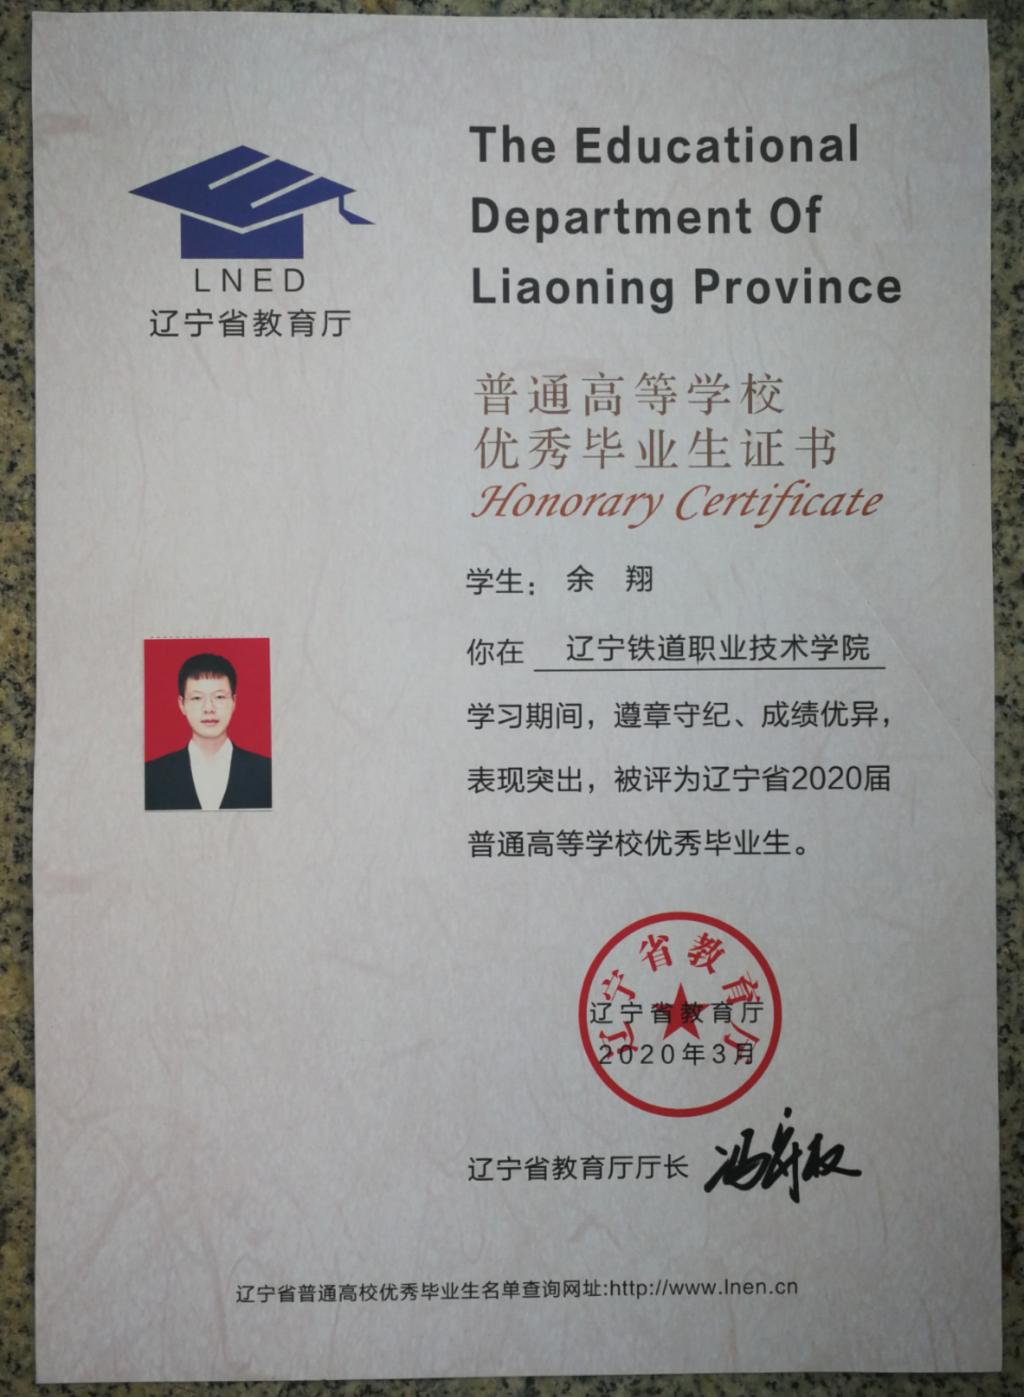 The Educational
Department Of
Liaoning Province
LNED
辽宁省教育厅
普通高等学校
优秀毕业生证书
Honorary Certificate
学生： 余 翔
你在 辽宁铁道职业技术学院
学习期间，遵章守纪、成绩优异，
表现突出，被评为辽宁省2020届
普通高等学校优秀毕业生。
辽宁省教育厅
辽宁省教育厅
2020年3月
辽宁省教育厅厅长
辽宁省普通高校优秀毕业生名单查询网址:http://www.lnen.cn